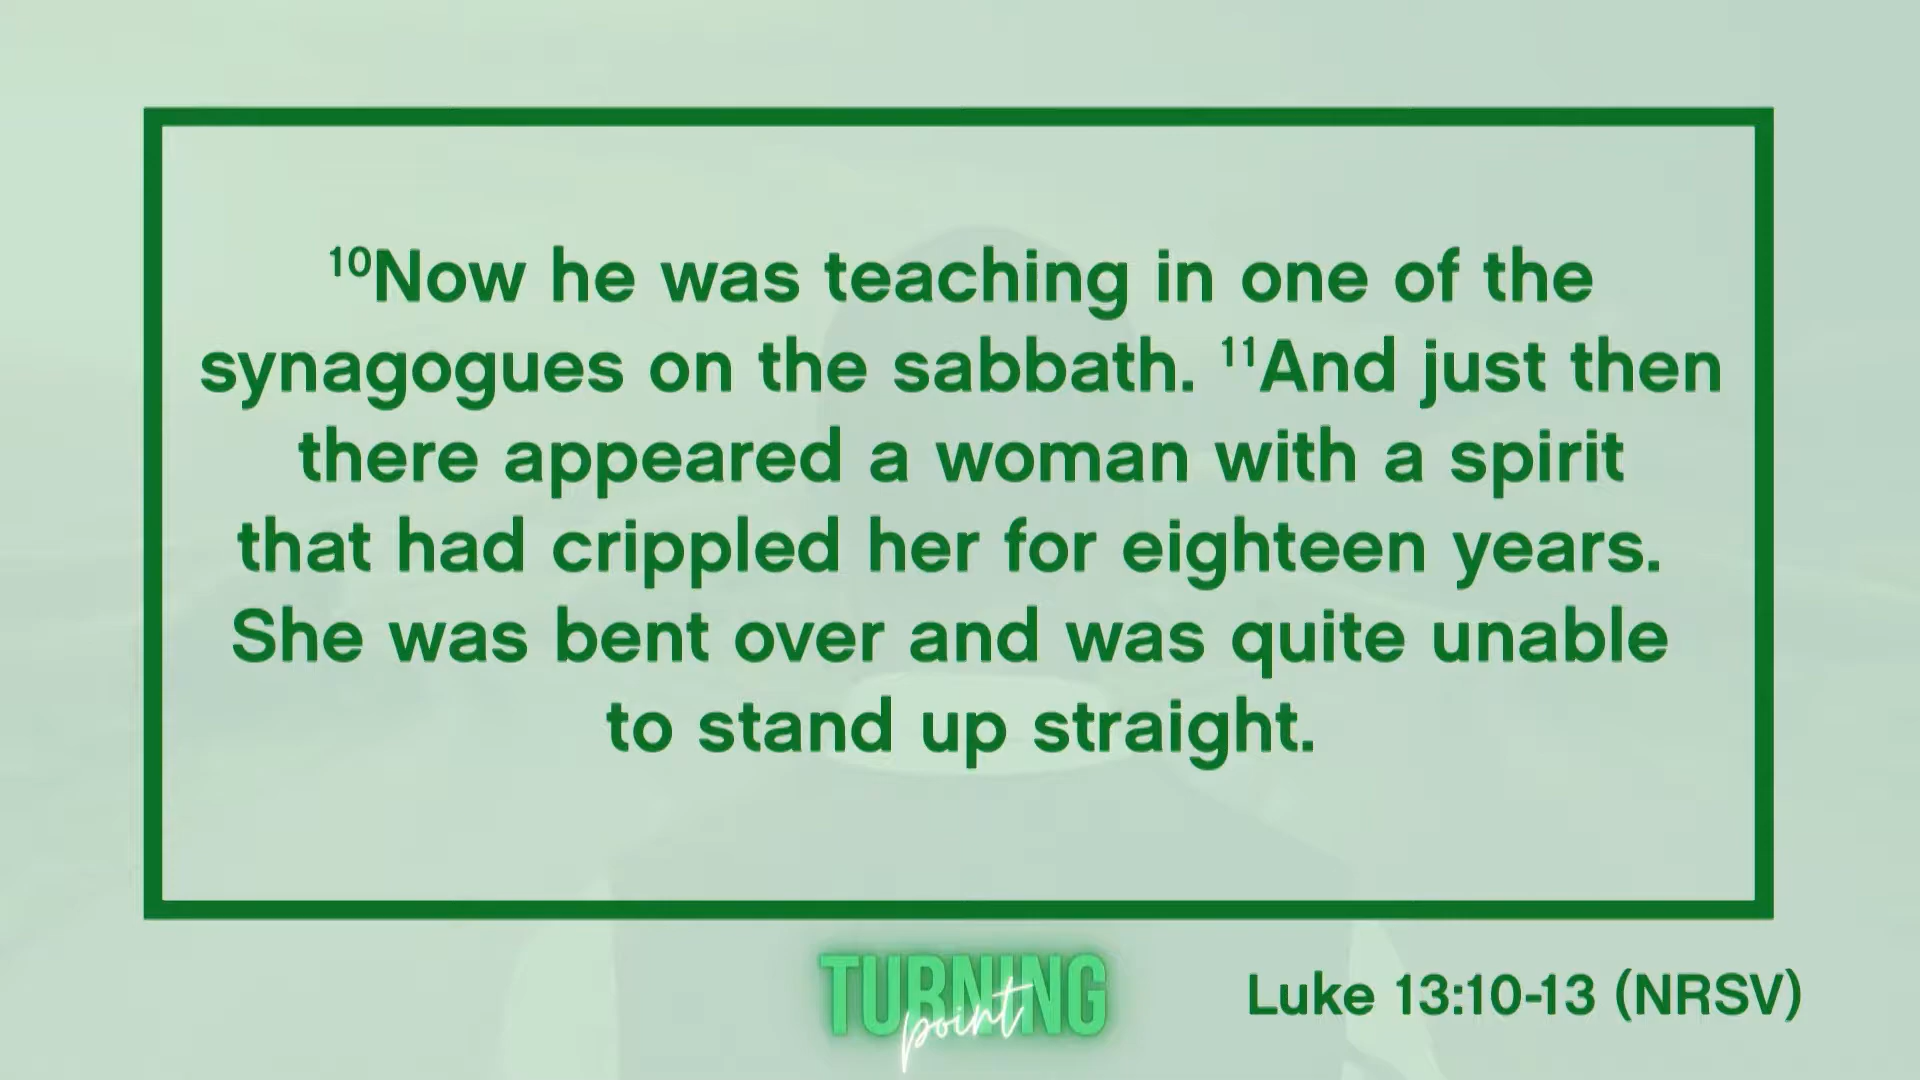 ¹⁰Now he was teaching in one of the
synagogues on the sabbath. ¹¹And just then
there appeared a woman with a spirit
that had crippled her for eighteen years.
She was bent over and was quite unable
to stand up straight.
TURNING
point
Luke 13:10-13 (NRSV)